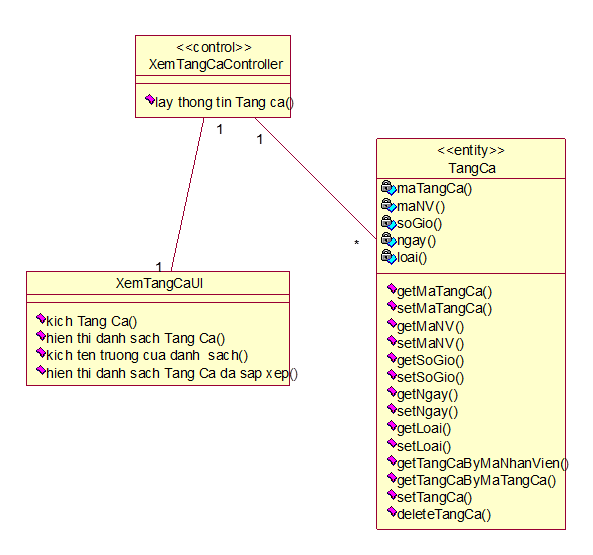 <<control>>
XemTangCaController
lay thong tin Tang ca()
1
1
*
1
XemTangCaUI
kich Tang Ca()
hien thi danh sach Tang Ca()
kich ten truong cua danh sach()
hien thi danh sach Tang Ca da sap xep()
<<entity>>
TangCa
maTangCa()
maNV()
soGio()
ngay()
loai()
getMaTangCa()
setMaTangCa()
getMaNV()
setMaNV()
getSoGio()
setSoGio()
getNgay()
setNgay()
getLoai()
setLoai()
getTangCaByMaNhanVien()
getTangCaByMaTangCa()
setTangCa()
deleteTangCa()